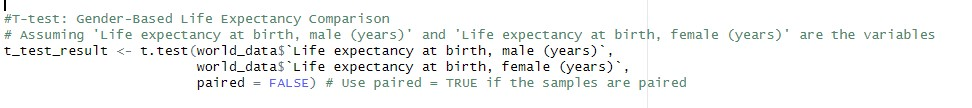 #T-test: Gender-Based Life Expectancy Comparison
# Assuming 'Life expectancy at birth, male (years)' and 'Life expectancy at birth, female (years)' are the variables
t_test_result <- t.test(world_data$`Life expectancy at birth, male (years)`,
world_data$`Life expectancy at birth, female (years)`,
paired = FALSE) # Use paired = TRUE if the samples are paired